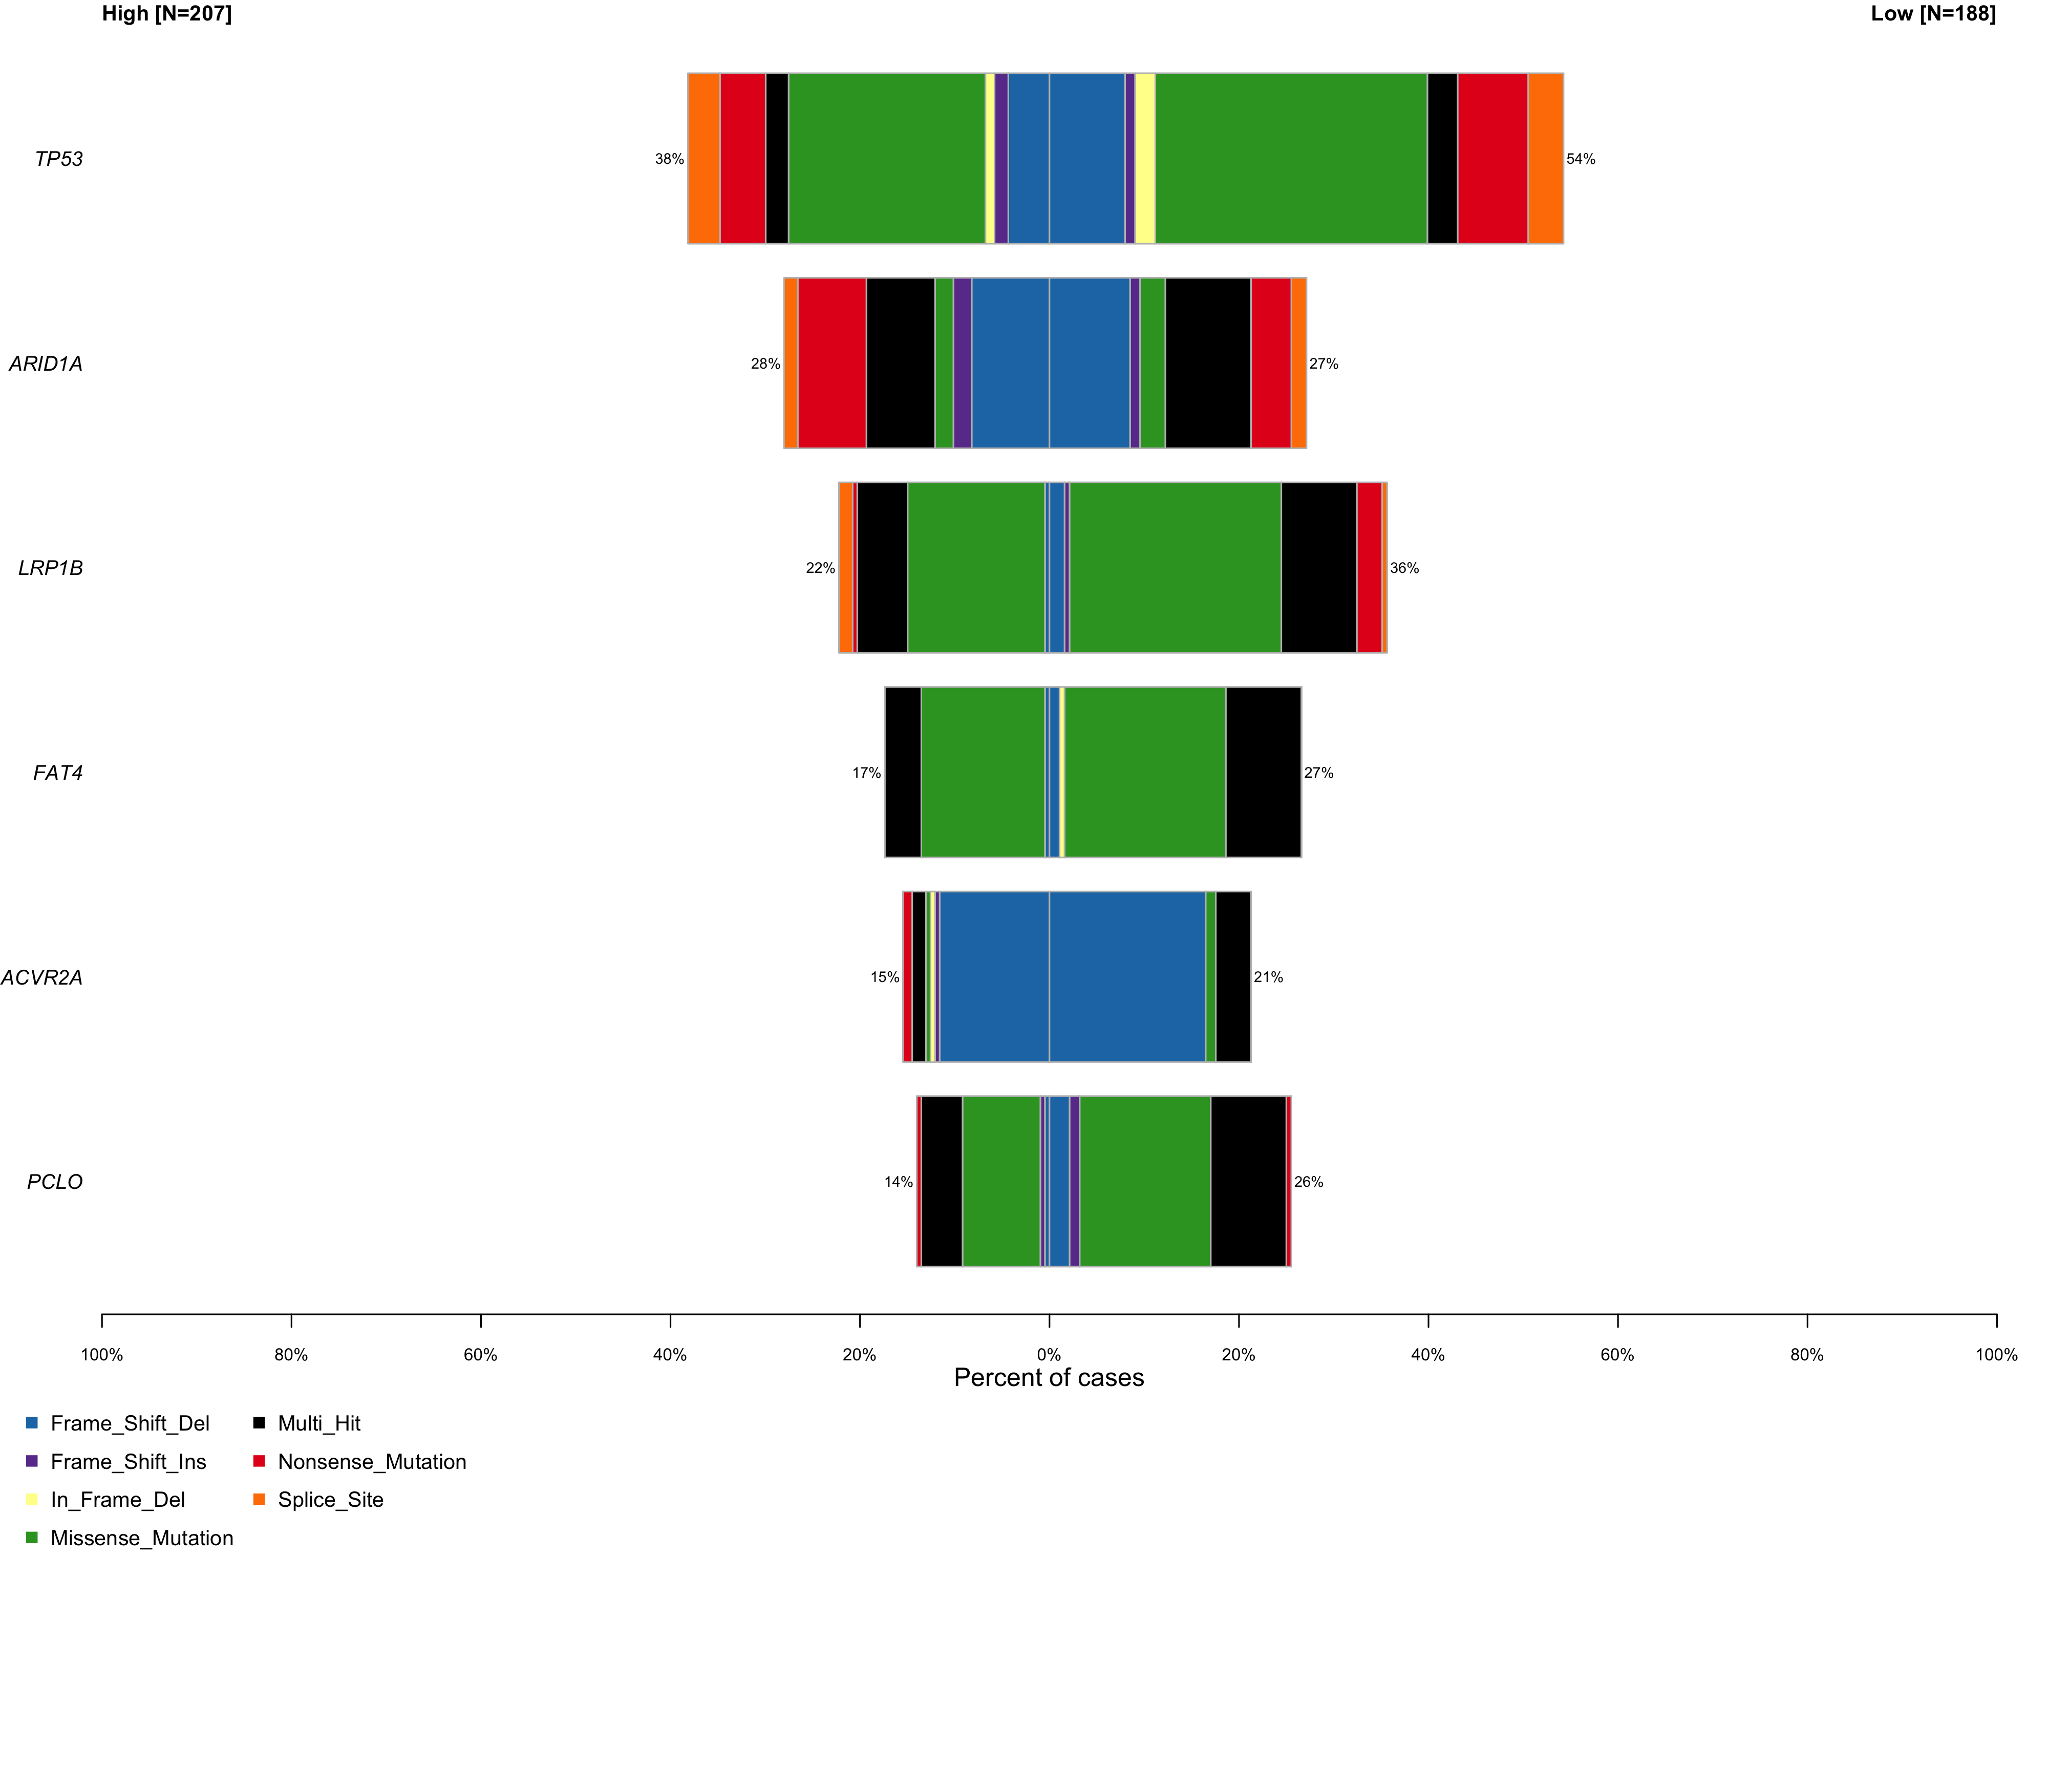 High [N=207] Low [N=188]
TP53 38% 54%
ARID1A 28% 27%
LRP1B 22% 36%
FAT4 17% 27%
ACVR2A 15% 21%
PCLO 14% 26%
100% 80% 60% 40% 20% 0% 20% 40% 60% 80% 100%
Percent of cases
Frame_Shift_Del Multi_Hit
Frame_Shift_Ins Nonsense_Mutation
In_Frame_Del Splice_Site
Missense_Mutation